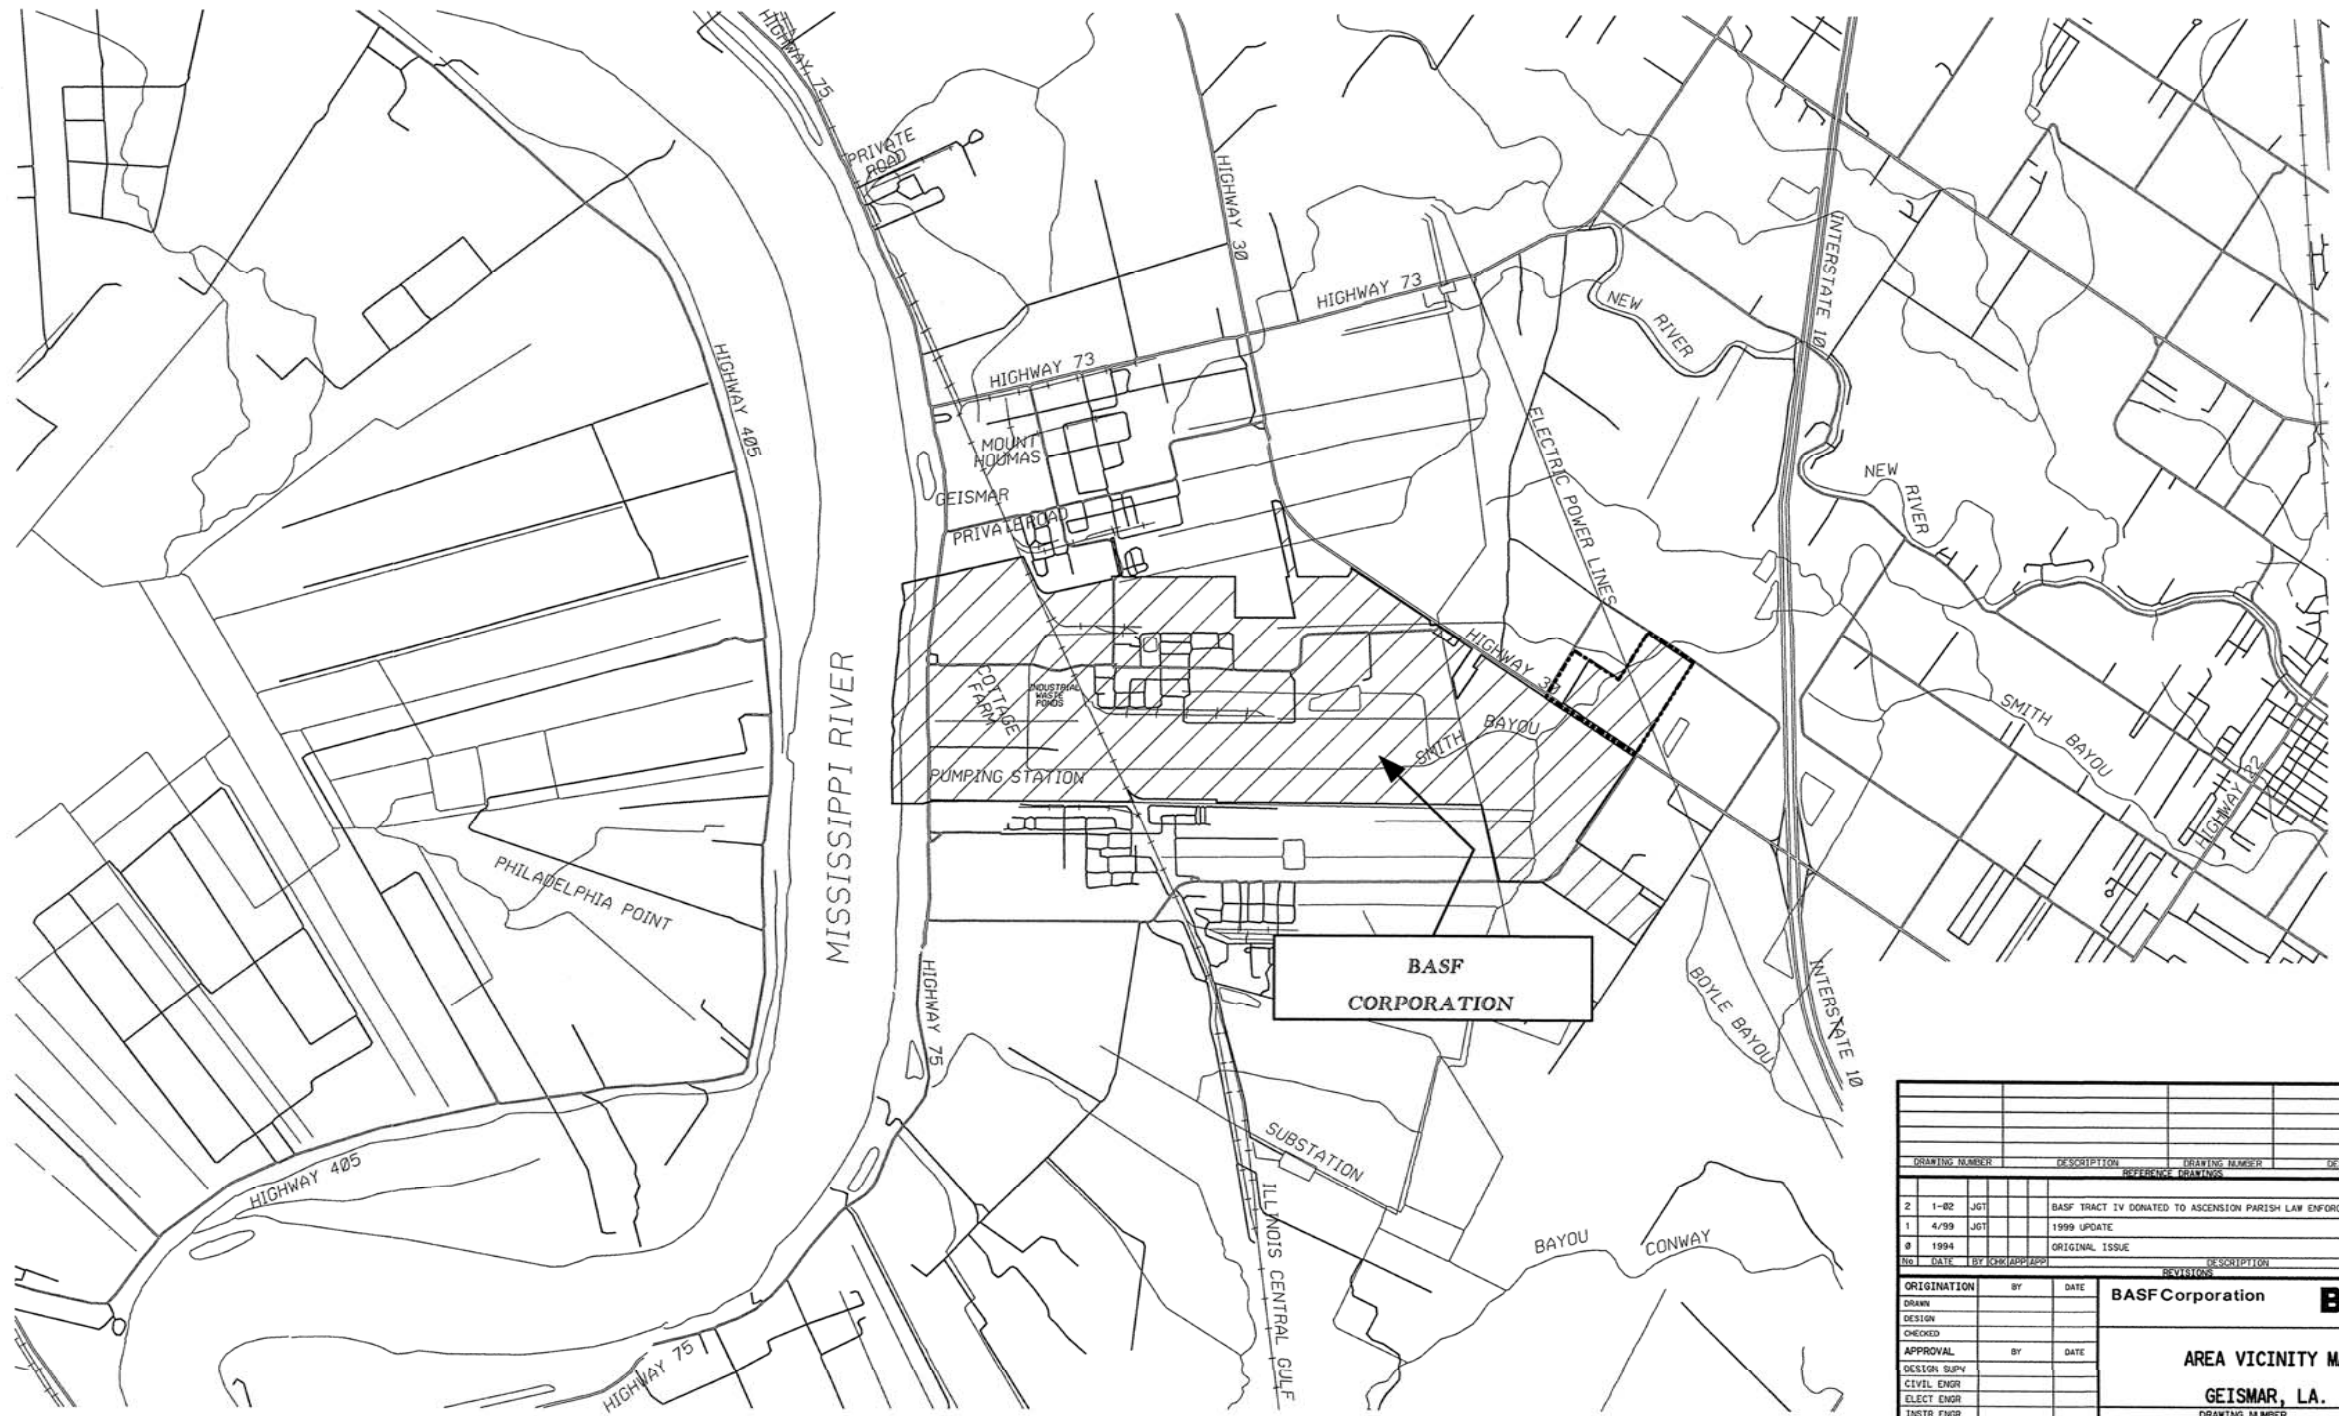 HIGHWAY 75
PRIVATE
ROAD
HIGHWAY 30
HIGHWAY 73
INTERSTATE 10
NEW
RIVER
HIGHWAY 405
HIGHWAY 73
MOUNT
HOUMAS
GEISMAR
PRIVATE ROAD
ELECTRIC POWER LINES
NEW
RIVER
HIGHWAY 30
COTTAGE
FARM
INDUSTRIAL
WASTE
PONDS
SMITH BAYOU
SMITH BAYOU
MISSISSIPPI RIVER
PUMPING STATION
HIGHWAY 22
PHILADELPHIA POINT
BASF
CORPORATION
HIGHWAY 75
BOYLE BAYOU
INTERSTATE 10
SUBSTATION
HIGHWAY 405
ILLINOIS CENTRAL GULF
BAYOU CONWAY
HIGHWAY 75
DRAWING NUMBER DESCRIPTION DRAWING NUMBER DE
REFERENCE DRAWINGS
2 1-02 JGT BASF TRACT IV DONATED TO ASCENSION PARISH LAW ENFORC
1 4/99 JGT 1999 UPDATE
0 1994 ORIGINAL ISSUE
No DATE BY CHK APP APP DESCRIPTION
REVISIONS
ORIGINATION BY DATE
BASF Corporation B
DRAWN
DESIGN
CHECKED
APPROVAL BY DATE
AREA VICINITY M
DESIGN SUPV
CIVIL ENGR
ELECT ENGR
GEISMAR, LA.
INSTR ENGR
DRAWING NUMBER